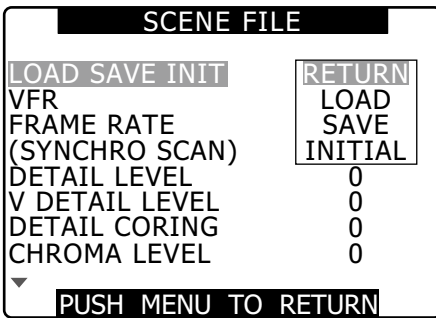 SCENE FILE
LOAD SAVE INIT RETURN
VFR LOAD
FRAME RATE SAVE
(SYNCHRO SCAN) INITIAL
DETAIL LEVEL 0
V DETAIL LEVEL 0
DETAIL CORING 0
CHROMA LEVEL 0
PUSH MENU TO RETURN